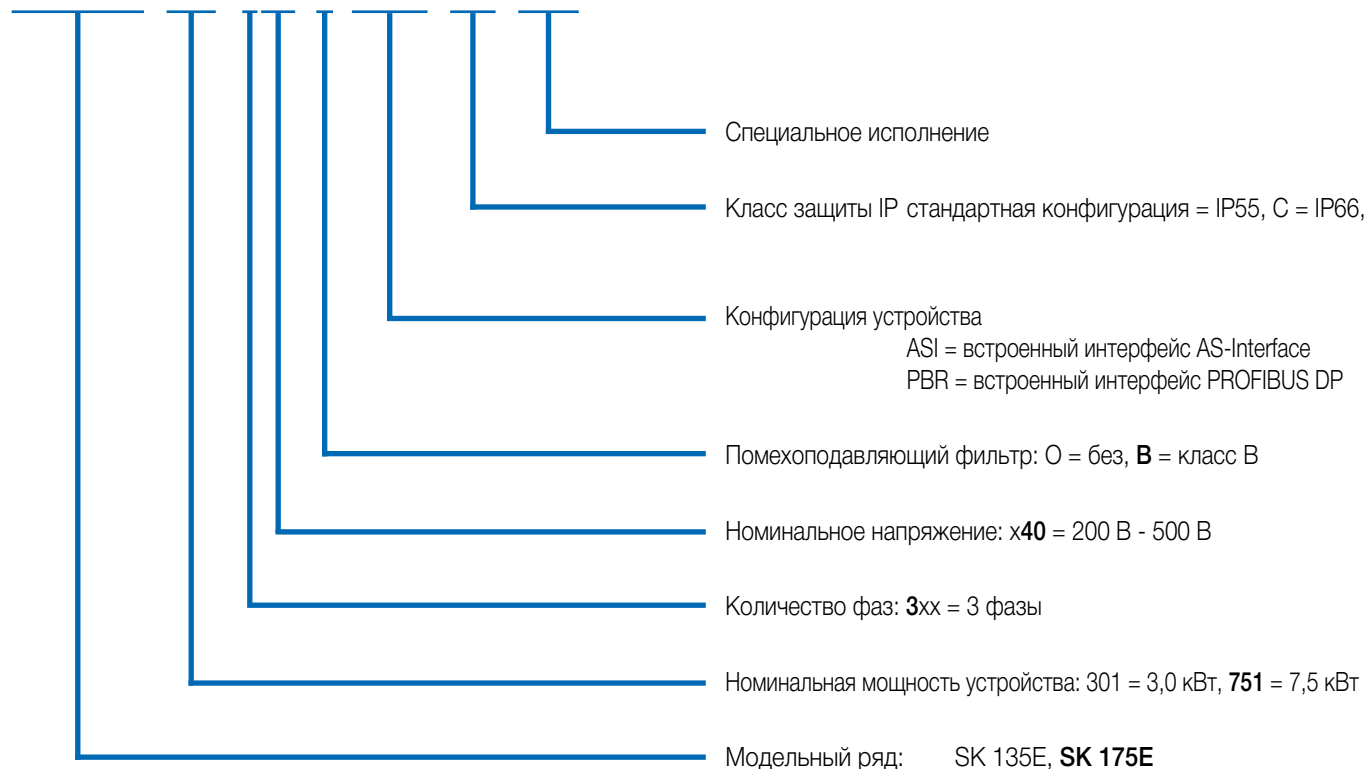 Специальное исполнение
Класс защиты IP стандартная конфигурация = IP55, C = IP66,
Конфигурация устройства
ASI = встроенный интерфейс AS-Interface
PBR = встроенный интерфейс PROFIBUS DP
Помехоподавляющий фильтр: O = без, B = класс B
Номинальное напряжение: x40 = 200 В - 500 В
Количество фаз: 3xx = 3 фазы
Номинальная мощность устройства: 301 = 3,0 кВт, 751 = 7,5 кВт
Модельный ряд: SK 135E, SK 175E